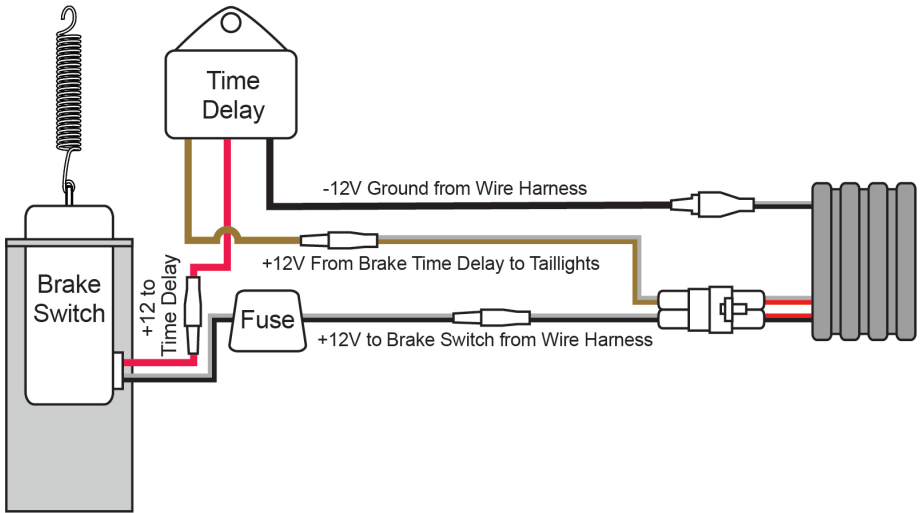 Time
Delay
-12V Ground from Wire Harness
+12V From Brake Time Delay to Taillights
Brake
Switch
+12 to
Time Delay
Fuse
+12V to Brake Switch from Wire Harness